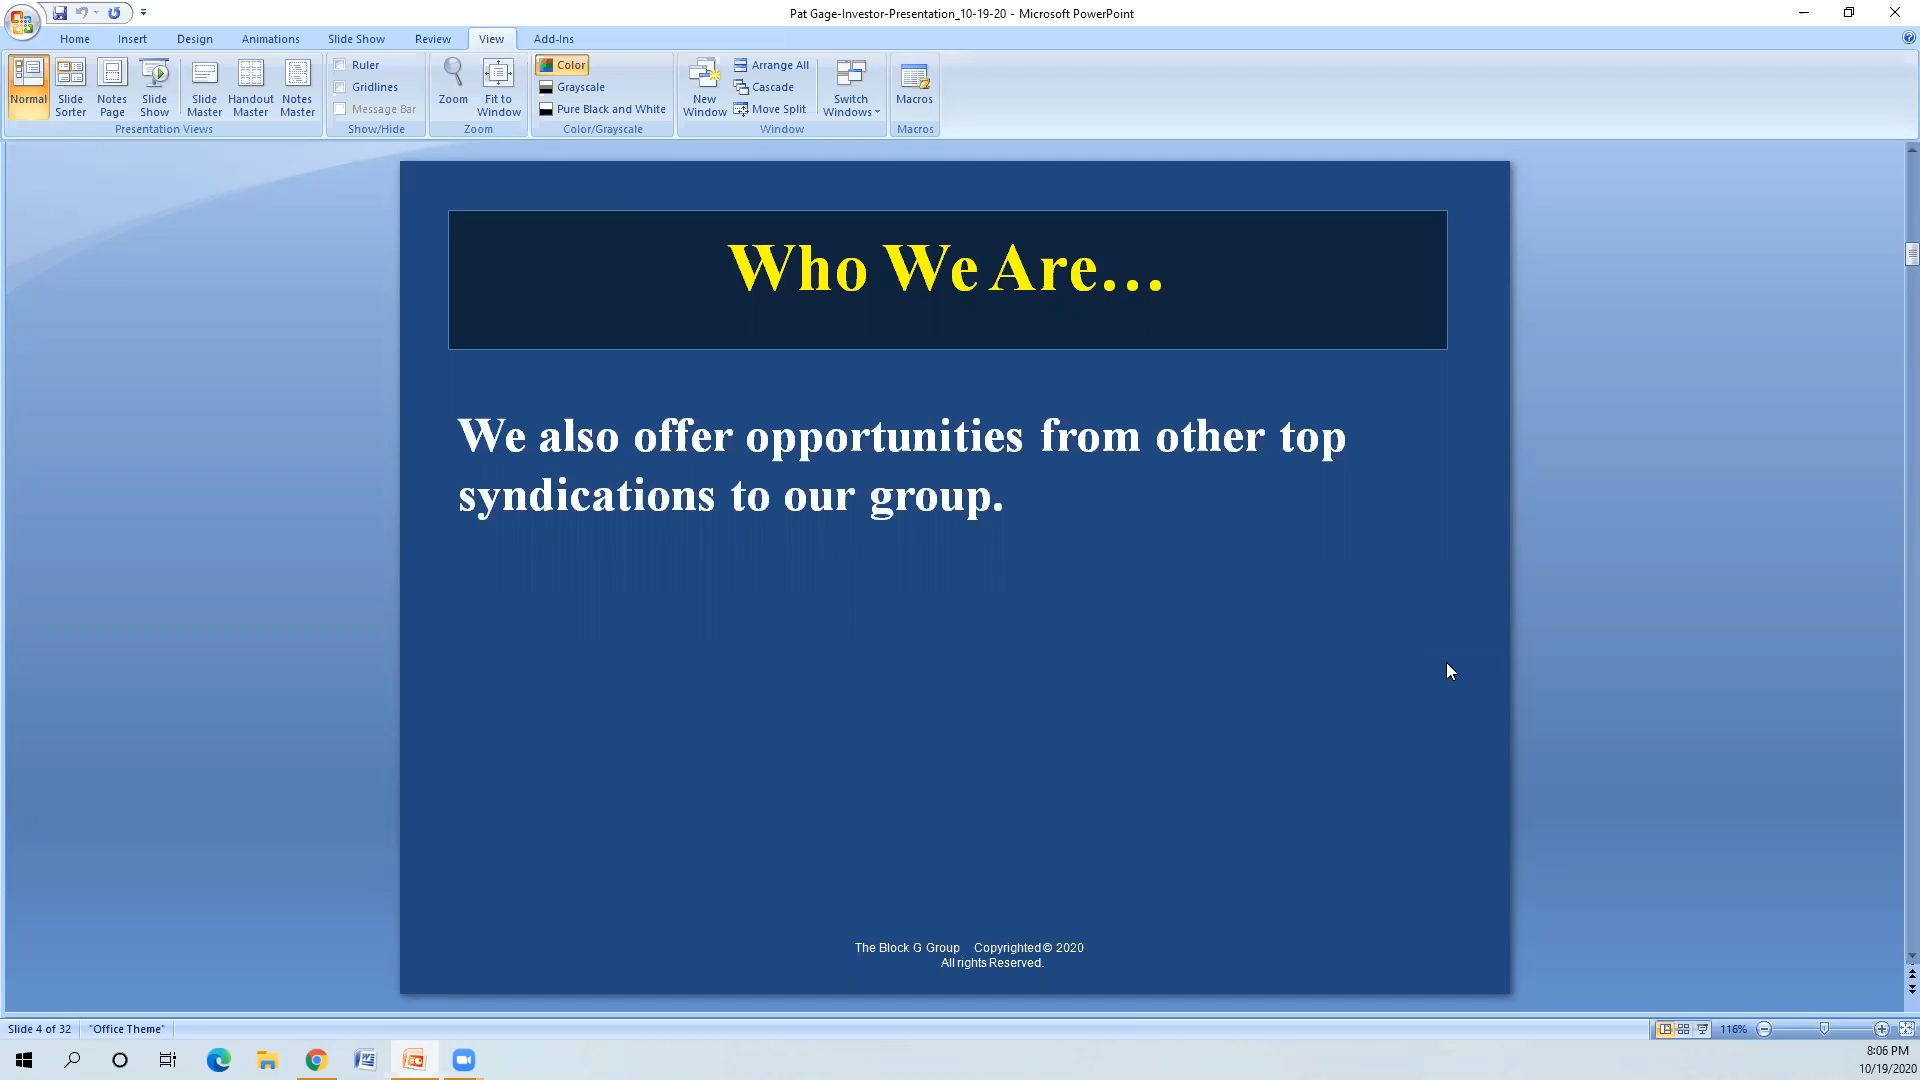 Pat Gage-Investor-Presentation_10-19-20 - Microsoft PowerPoint
Home Insert Design Animations Slide Show Review View Add-Ins
Normal
Slide Sorter
Notes Page
Slide Show
Slide Master
Handout Master
Notes Master
Presentation Views
Ruler
Gridlines
Message Bar
Show/Hide
Zoom
Fit to Window
Zoom
Color
Grayscale
Pure Black and White
Color/Grayscale
New Window
Arrange All
Cascade
Move Split
Switch Windows
Window
Macros
Macros
Who We Are…
We also offer opportunities from other top
syndications to our group.
The Block G Group Copyrighted © 2020
All rights Reserved.
Slide 4 of 32 "Office Theme" 116%
8:06 PM
10/19/2020